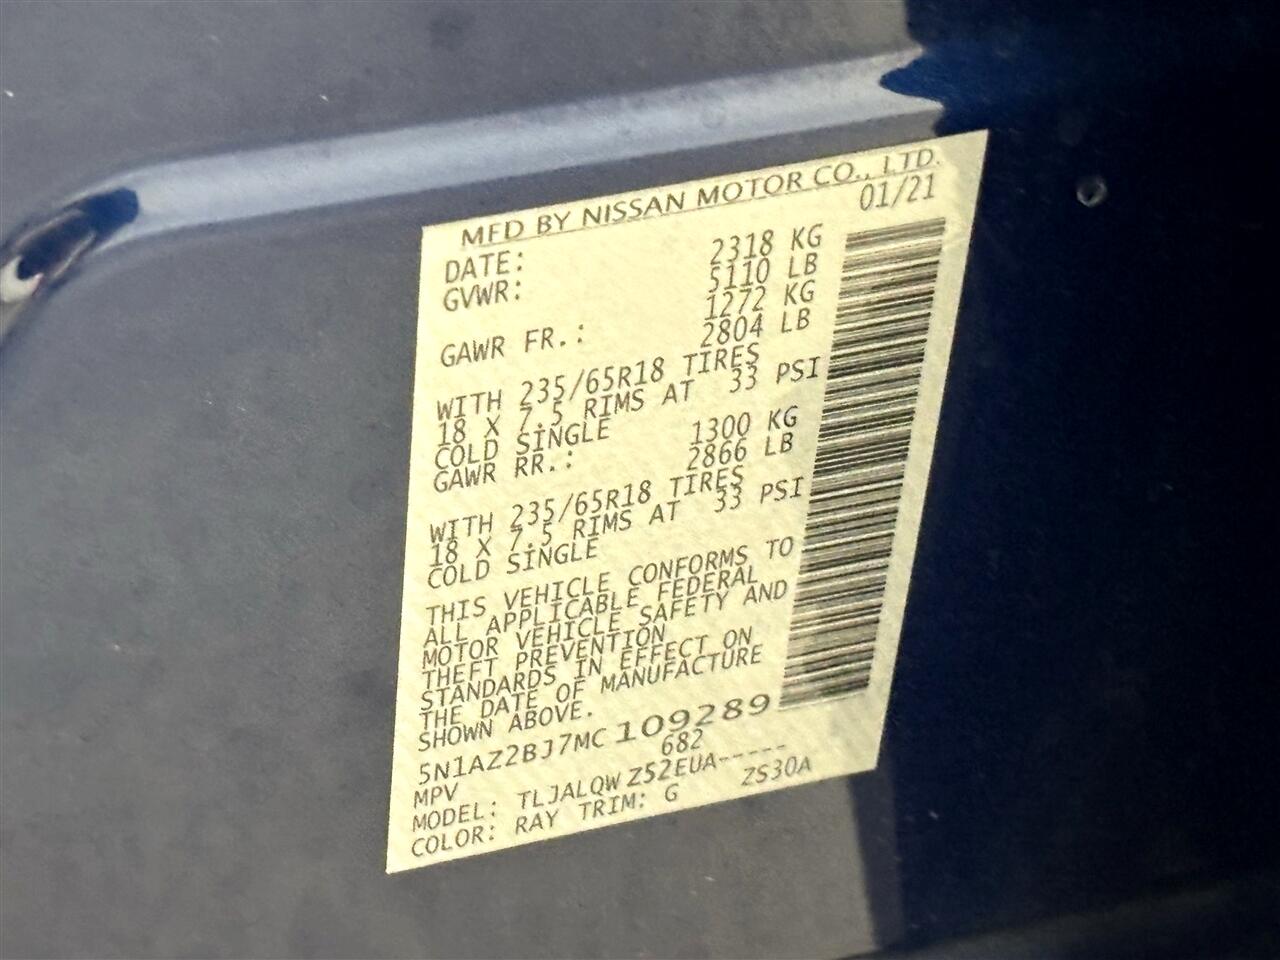 MFD BY NISSAN MOTOR CO., LTD.
DATE: 01/21
GVWR: 2318 KG
5110 LB
GAWR FR.: 1272 KG
2804 LB
WITH 235/65R18 TIRES
18 X 7.5 RIMS AT 33 PSI
COLD SINGLE
GAWR RR.: 1300 KG
2866 LB
WITH 235/65R18 TIRES
18 X 7.5 RIMS AT 33 PSI
COLD SINGLE
THIS VEHICLE CONFORMS TO
ALL APPLICABLE FEDERAL
MOTOR VEHICLE SAFETY AND
THEFT PREVENTION
STANDARDS IN EFFECT ON
THE DATE OF MANUFACTURE
SHOWN ABOVE.
5N1AZ2BJ7MC 109289
MPV 682
MODEL: TLJALQW Z52EUA-----
COLOR: RAY TRIM: G ZS30A